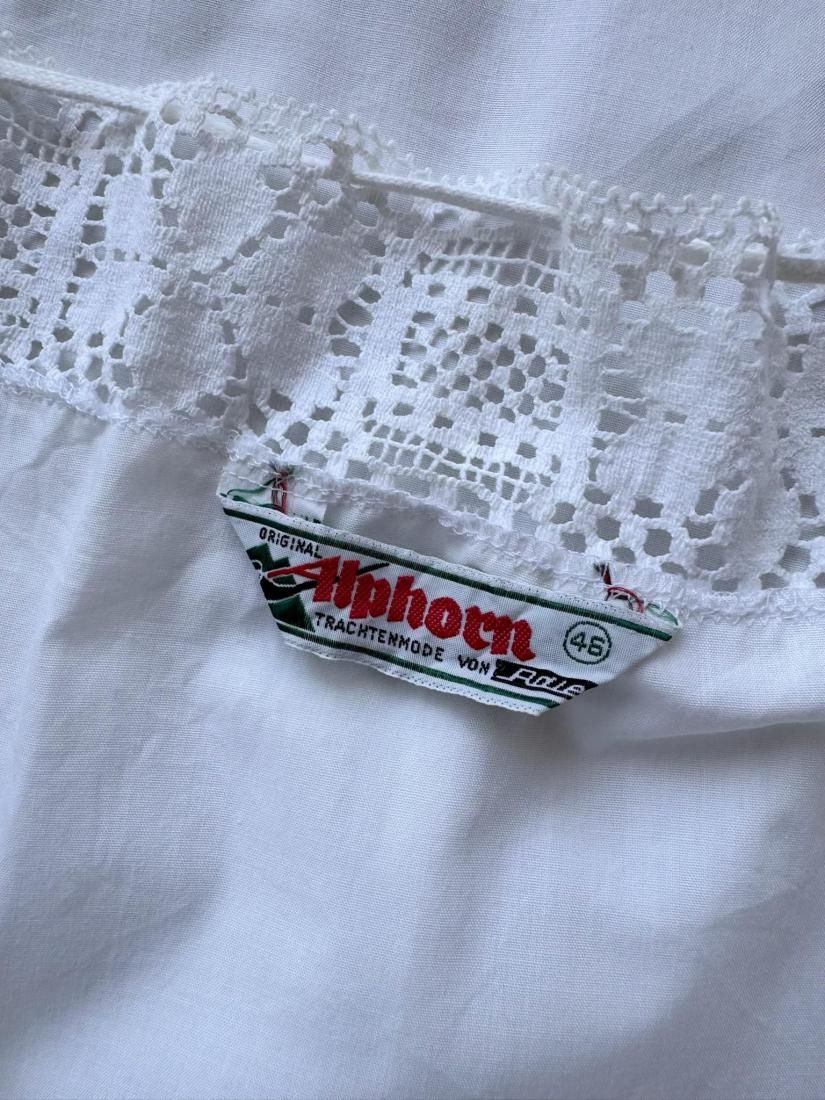 ORIGINAL
Alphorn
46
TRACHTENMODE VON